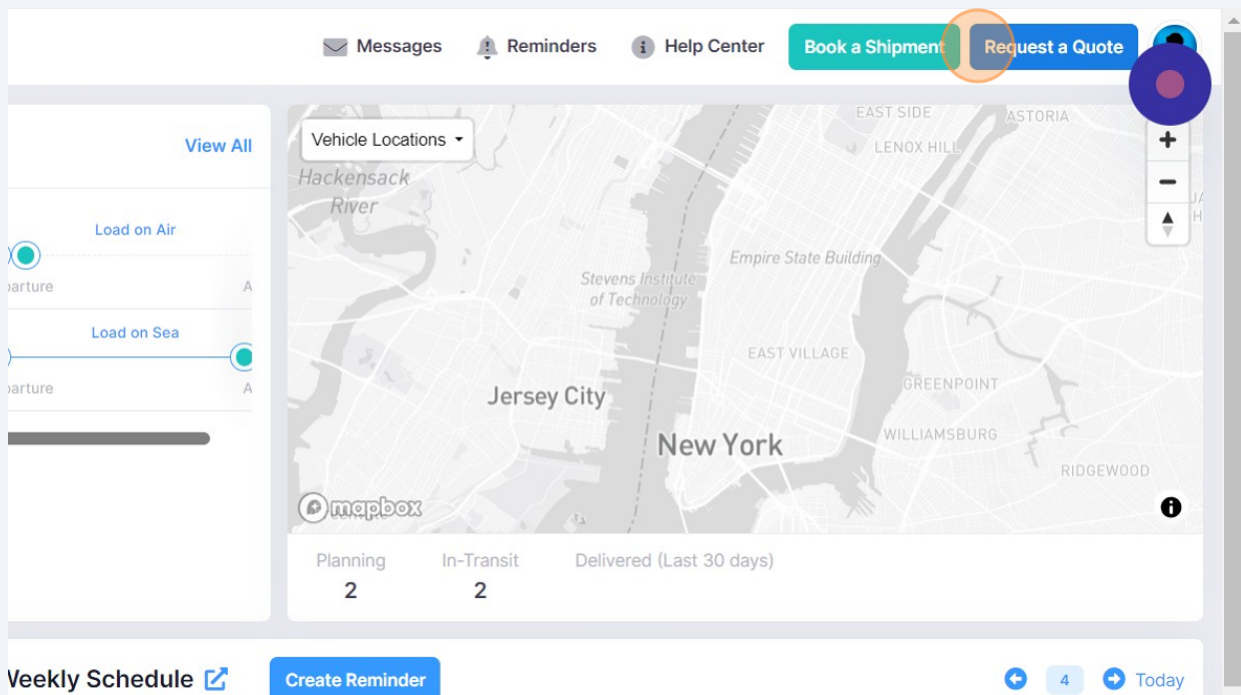 Messages
Reminders
Help Center
Book a Shipment
Request a Quote
View All
Load on Air
parture
A
Load on Sea
parture
A
Vehicle Locations
EAST SIDE
ASTORIA
LENOX HILL
Hackensack
River
Empire State Building
Stevens Institute
of Technology
EAST VILLAGE
GREENPOINT
Jersey City
WILLIAMSBURG
New York
RIDGEWOOD
mapbox
Planning
In-Transit
Delivered (Last 30 days)
2
2
Weekly Schedule
Create Reminder
4
Today